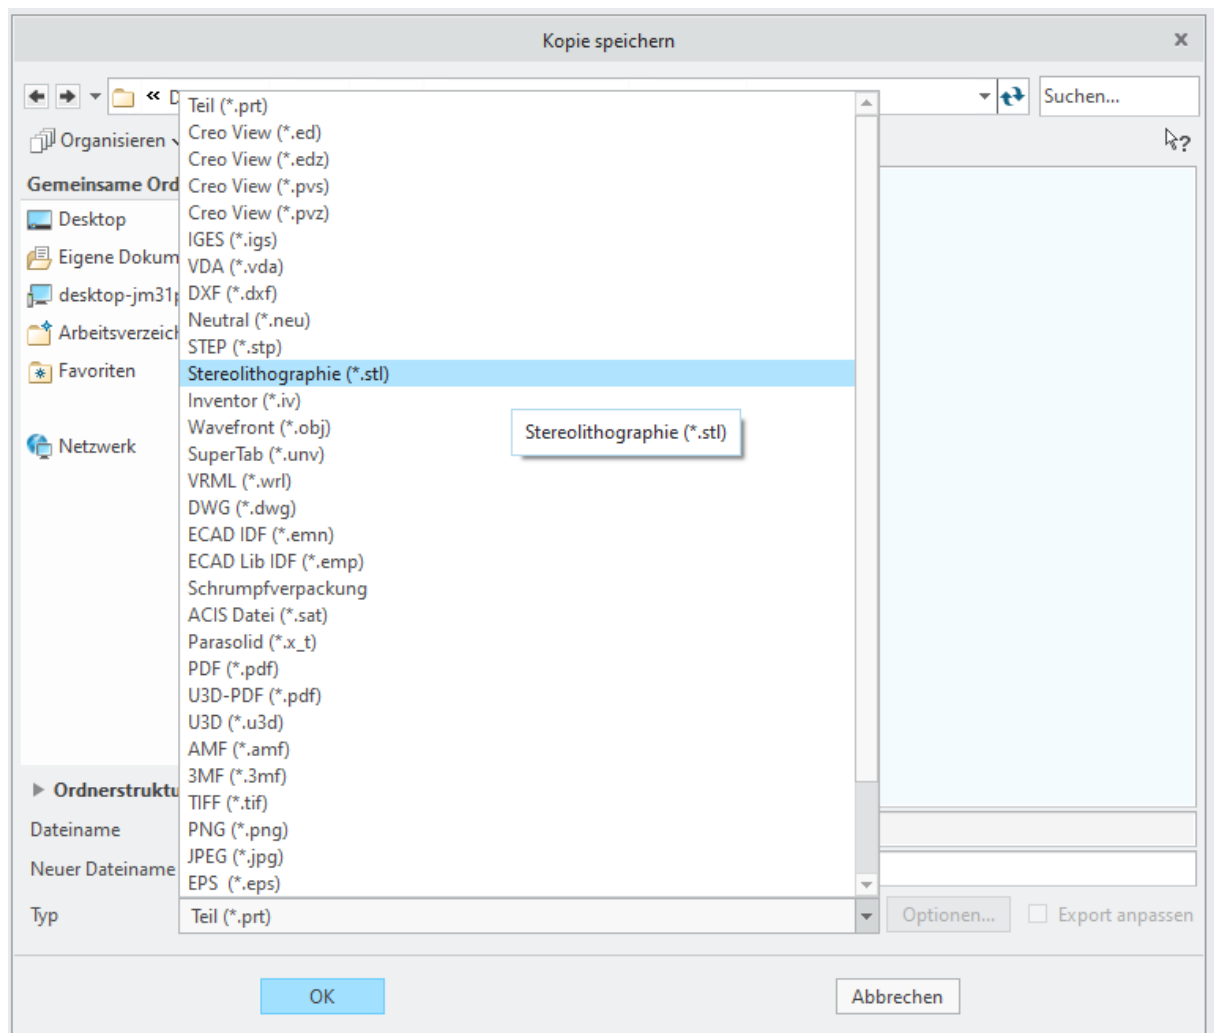 Kopie speichern
Suchen...
Organisieren
Gemeinsame Ord
Desktop
Eigene Dokum
desktop-jm31p
Arbeitsverzeich
Favoriten
Netzwerk
Teil (*.prt)
Creo View (*.ed)
Creo View (*.edz)
Creo View (*.pvs)
Creo View (*.pvz)
IGES (*.igs)
VDA (*.vda)
DXF (*.dxf)
Neutral (*.neu)
STEP (*.stp)
Stereolithographie (*.stl)
Inventor (*.iv)
Wavefront (*.obj)
Stereolithographie (*.stl)
SuperTab (*.unv)
VRML (*.wrl)
DWG (*.dwg)
ECAD IDF (*.emn)
ECAD Lib IDF (*.emp)
Schrumpfverpackung
ACIS Datei (*.sat)
Parasolid (*.x_t)
PDF (*.pdf)
U3D-PDF (*.pdf)
U3D (*.u3d)
AMF (*.amf)
3MF (*.3mf)
TIFF (*.tif)
PNG (*.png)
JPEG (*.jpg)
EPS (*.eps)
Ordnerstruktu
Dateiname
Neuer Dateiname
Typ Teil (*.prt) Optionen... Export anpassen
OK Abbrechen